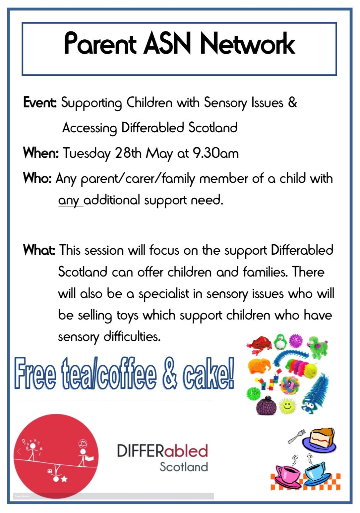 Parent ASN Network
Event: Supporting Children with Sensory Issues &
Accessing Differabled Scotland
When: Tuesday 28th May at 9.30am
Who: Any parent/carer/family member of a child with
any additional support need.
What: This session will focus on the support Differabled
Scotland can offer children and families. There
will also be a specialist in sensory issues who will
be selling toys which support children who have
sensory difficulties.
Free tea/coffee & cake!
DIFFERabled
Scotland